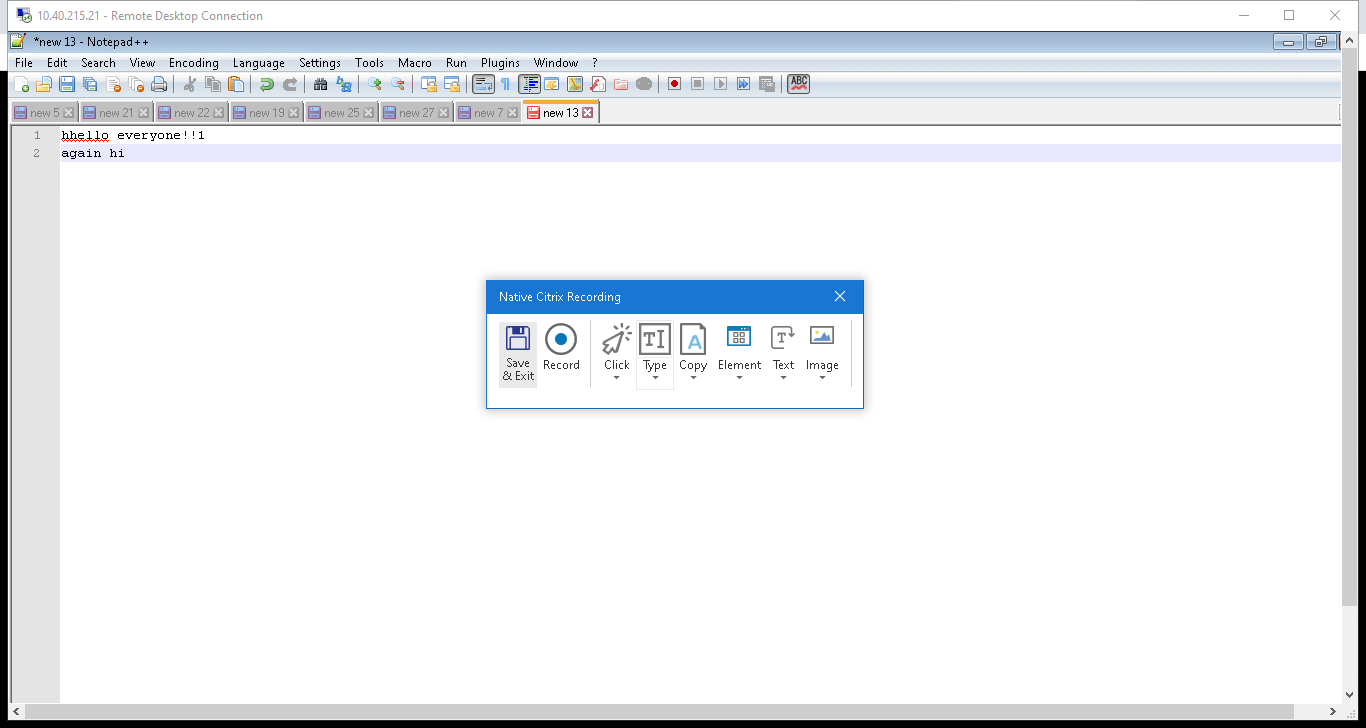 10.40.215.21 - Remote Desktop Connection
*new 13 - Notepad++
File Edit Search View Encoding Language Settings Tools Macro Run Plugins Window ?
ABC
new 5 new 21 new 22 new 19 new 25 new 27 new 7 new 13
1 hhello everyone!!1
2 again hi
Native Citrix Recording
Save & Exit
Record
Click
Type
Copy
Element
Text
Image